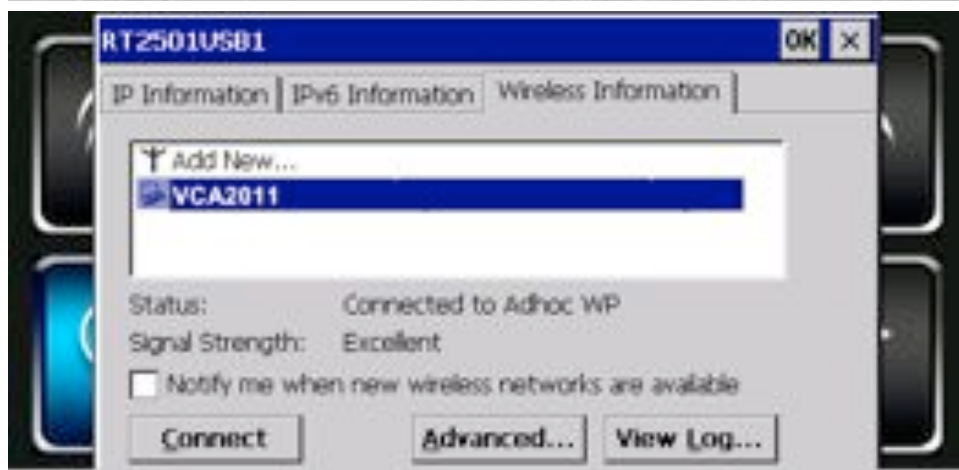 RT2501USB1 OK ×
IP Information IPv6 Information Wireless Information
Add New...
VCA2011
Status: Connected to Adhoc WP
Signal Strength: Excellent
Notify me when new wireless networks are available
Connect Advanced... View Log...